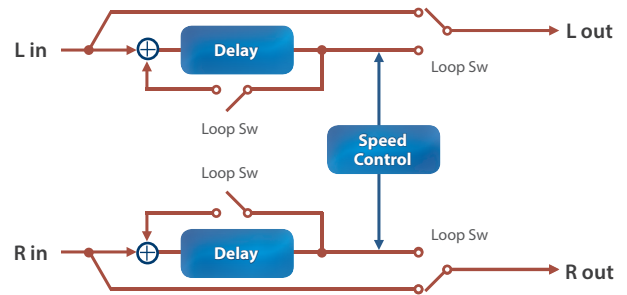 L out
L in
Delay
Loop Sw
Loop Sw
Speed
Control
Loop Sw
Loop Sw
R in
Delay
R out